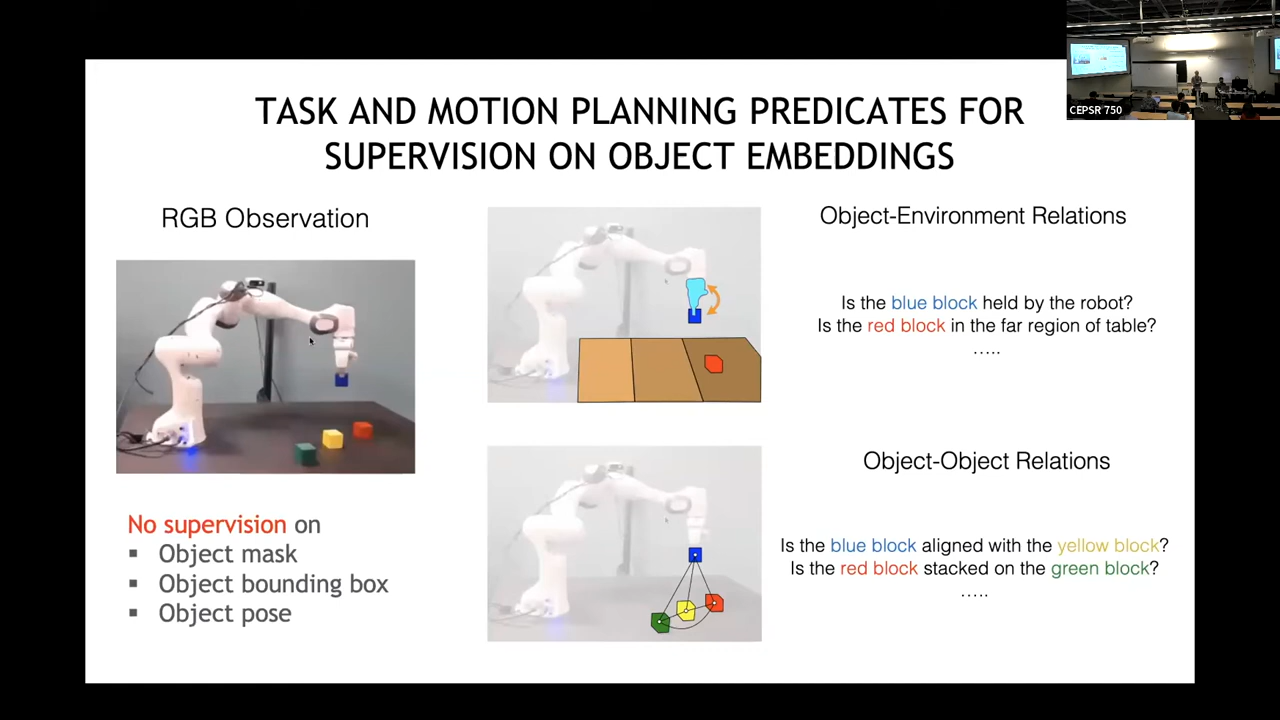 TASK AND MOTION PLANNING PREDICATES FOR
SUPERVISION ON OBJECT EMBEDDINGS
RGB Observation
No supervision on
▪ Object mask
▪ Object bounding box
▪ Object pose
Object-Environment Relations
Is the blue block held by the robot?
Is the red block in the far region of table?
.....
Object-Object Relations
Is the blue block aligned with the yellow block?
Is the red block stacked on the green block?
.....
CEPSR 750